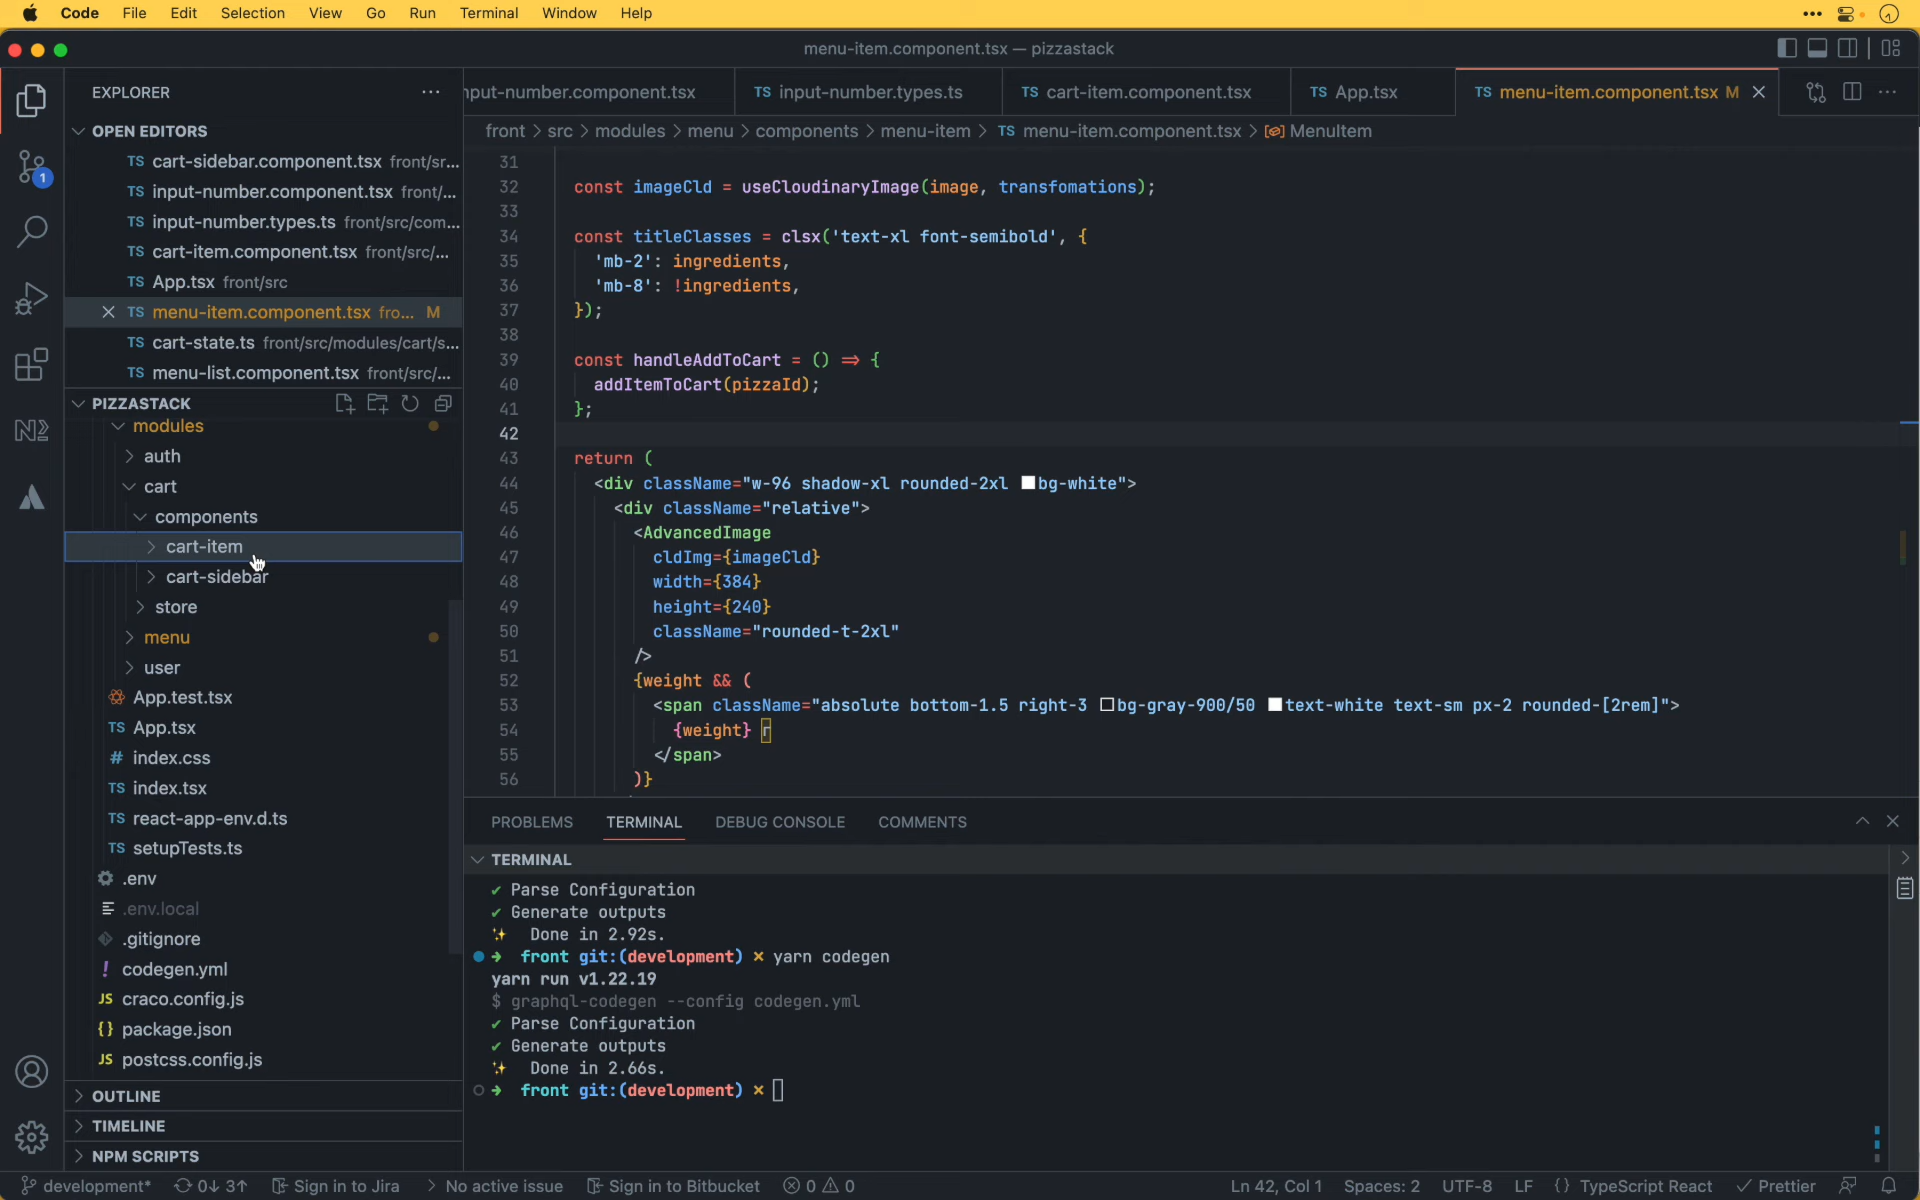 Code File Edit Selection View Go Run Terminal Window Help
menu-item.component.tsx — pizzastack
EXPLORER
nput-number.component.tsx
TS input-number.types.ts
TS cart-item.component.tsx
TS App.tsx
TS menu-item.component.tsx M
front > src > modules > menu > components > menu-item > TS menu-item.component.tsx > MenuItem
OPEN EDITORS
TS cart-sidebar.component.tsx front/sr...
TS input-number.component.tsx front/...
TS input-number.types.ts front/src/com...
TS cart-item.component.tsx front/src/...
TS App.tsx front/src
TS menu-item.component.tsx fro... M
TS cart-state.ts front/src/modules/cart/s...
TS menu-list.component.tsx front/src/...
1
PIZZASTACK
modules
auth
cart
components
cart-item
cart-sidebar
store
menu
user
App.test.tsx
TS App.tsx
# index.css
TS index.tsx
TS react-app-env.d.ts
TS setupTests.ts
.env
.env.local
.gitignore
! codegen.yml
JS craco.config.js
{} package.json
JS postcss.config.js
OUTLINE
TIMELINE
NPM SCRIPTS
31
32 const imageCld = useCloudinaryImage(image, transfomations);
33
34 const titleClasses = clsx('text-xl font-semibold', {
35 'mb-2': ingredients,
36 'mb-8': !ingredients,
37 });
38
39 const handleAddToCart = () => {
40 addItemToCart(pizzaId);
41 };
42
43 return (
44 <div className="w-96 shadow-xl rounded-2xl bg-white">
45 <div className="relative">
46 <AdvancedImage
47 cldImg={imageCld}
48 width={384}
49 height={240}
50 className="rounded-t-2xl"
51 />
52 {weight && (
53 <span className="absolute bottom-1.5 right-3 bg-gray-900/50 text-white text-sm px-2 rounded-[2rem]">
54 {weight} г
55 </span>
56 )}
PROBLEMS TERMINAL DEBUG CONSOLE COMMENTS
TERMINAL
✔ Parse Configuration
✔ Generate outputs
✨ Done in 2.92s.
➜ front git:(development) × yarn codegen
yarn run v1.22.19
$ graphql-codegen --config codegen.yml
✔ Parse Configuration
✔ Generate outputs
✨ Done in 2.66s.
➜ front git:(development) ×
development* 0↓ 3↑ Sign in to Jira > No active issue Sign in to Bitbucket 0 0 Ln 42, Col 1 Spaces: 2 UTF-8 LF {} TypeScript React ✓ Prettier